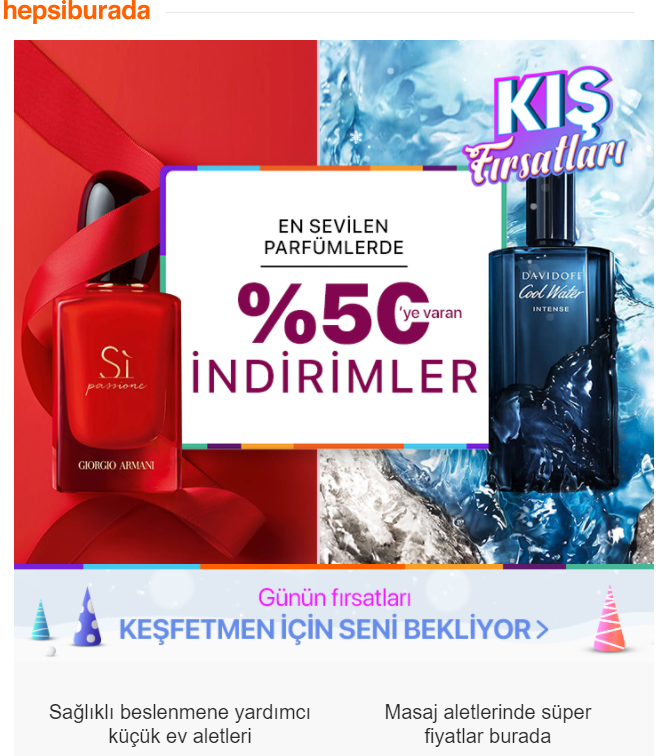 hepsiburada
KIŞ
Fırsatları
EN SEVİLEN
PARFÜMLERDE
%50'ye varan
İNDİRİMLER
Sì
passione
GIORGIO ARMANI
DAVIDOFF
Cool Water
INTENSE
Günün fırsatları
KEŞFETMEN İÇİN SENİ BEKLİYOR >
Sağlıklı beslenmene yardımcı
küçük ev aletleri
Masaj aletlerinde süper
fiyatlar burada